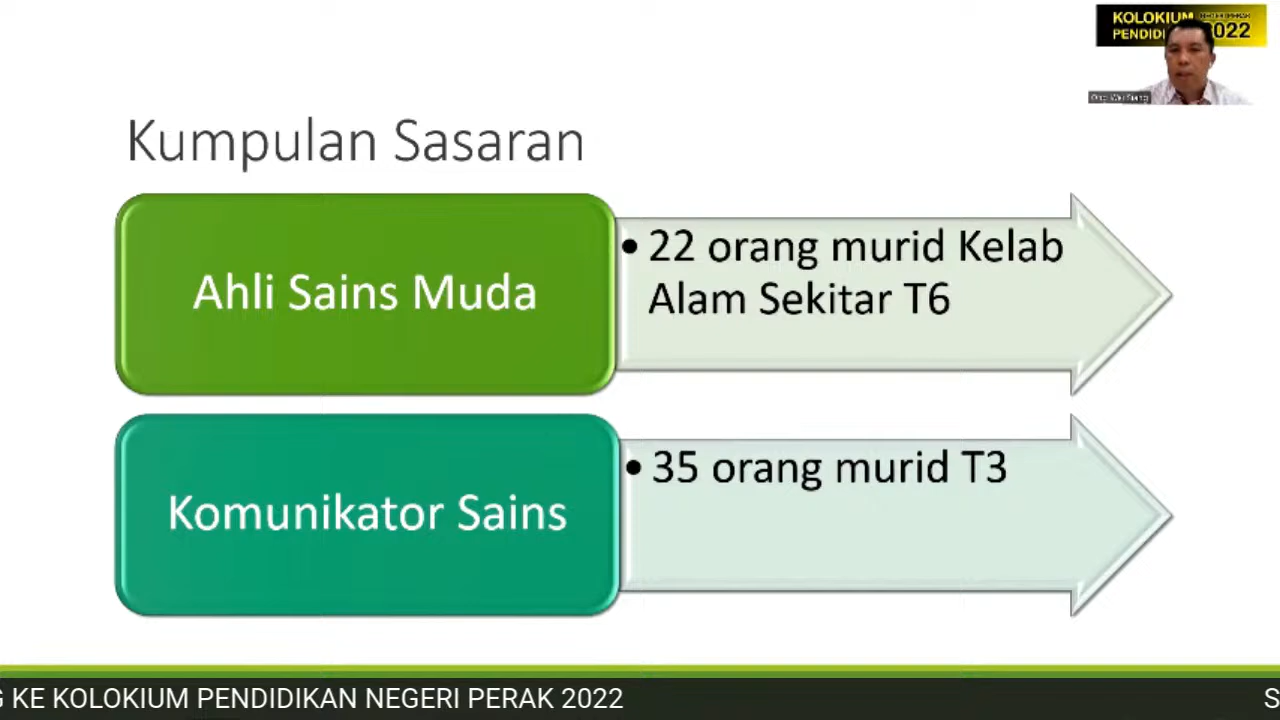 KOLOKIUM
PENDIDI 2022
Kumpulan Sasaran
Ahli Sains Muda
• 22 orang murid Kelab
Alam Sekitar T6
Komunikator Sains
• 35 orang murid T3
KE KOLOKIUM PENDIDIKAN NEGERI PERAK 2022
S